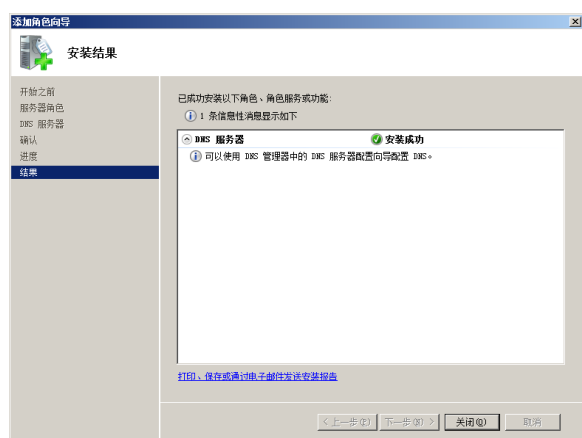 添加角色向导
安装结果
开始之前
服务器角色
DNS 服务器
确认
进度
结果
已成功安装以下角色、角色服务或功能:
1 条信息性消息显示如下
DNS 服务器 安装成功
可以使用 DNS 管理器中的 DNS 服务器配置向导配置 DNS。
打印、保存或通过电子邮件发送安装报告
< 上一步(P) 下一步(N) > 关闭(O) 取消